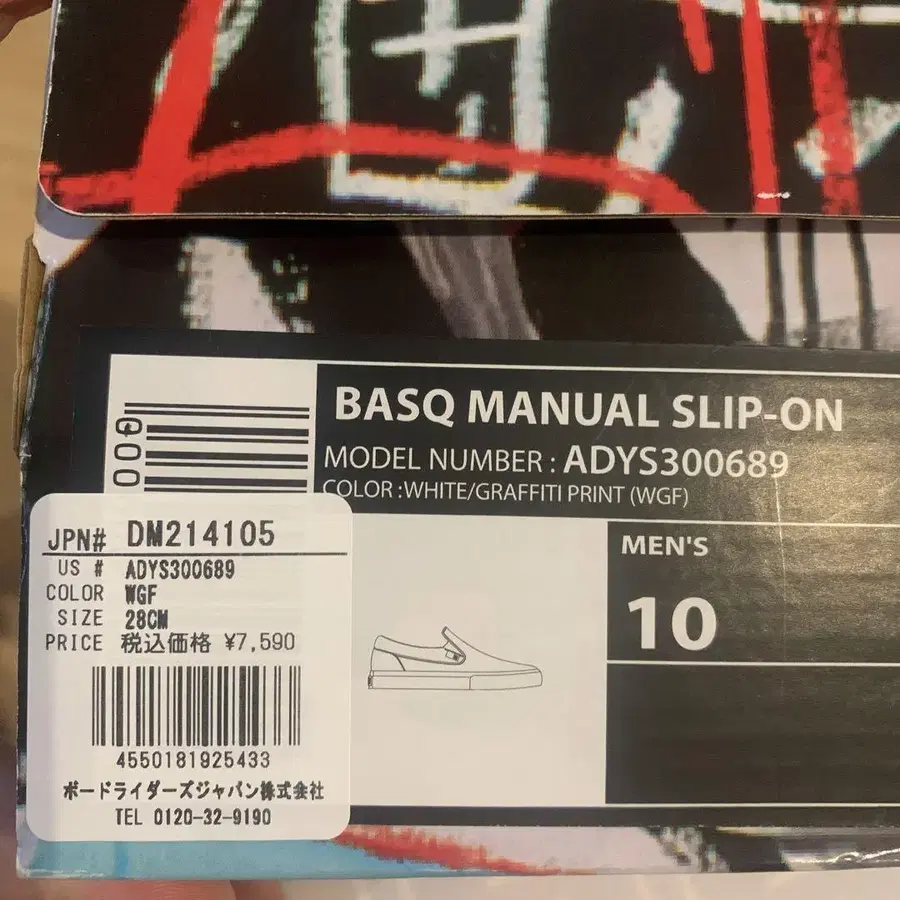 BASQ MANUAL SLIP-ON
MODEL NUMBER : ADYS300689
COLOR :WHITE/GRAFFITI PRINT (WGF)
MEN'S
10
JPN# DM214105
US # ADYS300689
COLOR WGF
SIZE 28CM
PRICE 税込価格 ¥7,590
4550181925433
ボードライダーズジャパン株式会社
TEL 0120-32-9190